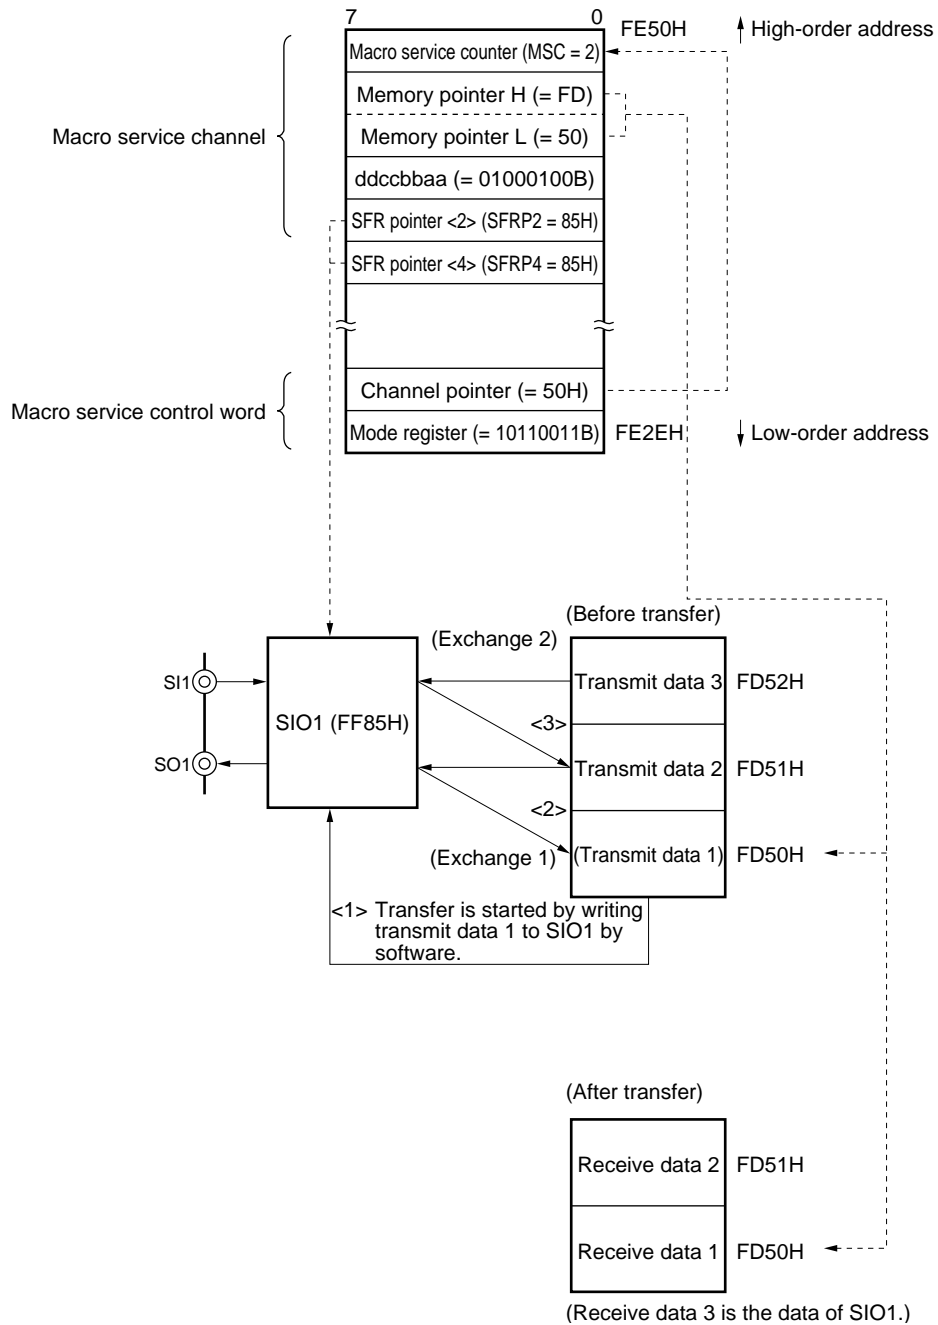 7 0
FE50H
High-order address
Macro service counter (MSC = 2)
Memory pointer H (= FD)
Macro service channel
Memory pointer L (= 50)
ddccbbaa (= 01000100B)
SFR pointer <2> (SFRP2 = 85H)
SFR pointer <4> (SFRP4 = 85H)
Channel pointer (= 50H)
Macro service control word
Mode register (= 10110011B)
FE2EH
Low-order address
(Before transfer)
(Exchange 2)
SI1
Transmit data 3
FD52H
SIO1 (FF85H)
<3>
SO1
Transmit data 2
FD51H
<2>
(Exchange 1)
(Transmit data 1)
FD50H
<1> Transfer is started by writing
transmit data 1 to SIO1 by
software.
(After transfer)
Receive data 2
FD51H
Receive data 1
FD50H
(Receive data 3 is the data of SIO1.)